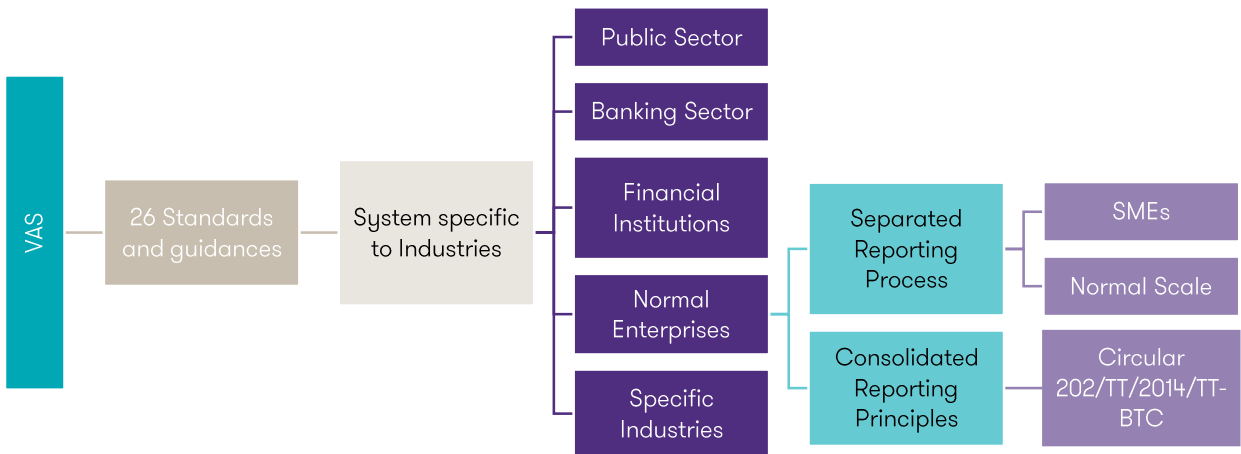 VAS
26 Standards
and guidances
System specific
to Industries
Public Sector
Banking Sector
Financial
Institutions
Normal
Enterprises
Specific
Industries
Separated
Reporting
Process
Consolidated
Reporting
Principles
SMEs
Normal Scale
Circular
202/TT/2014/TT-
BTC